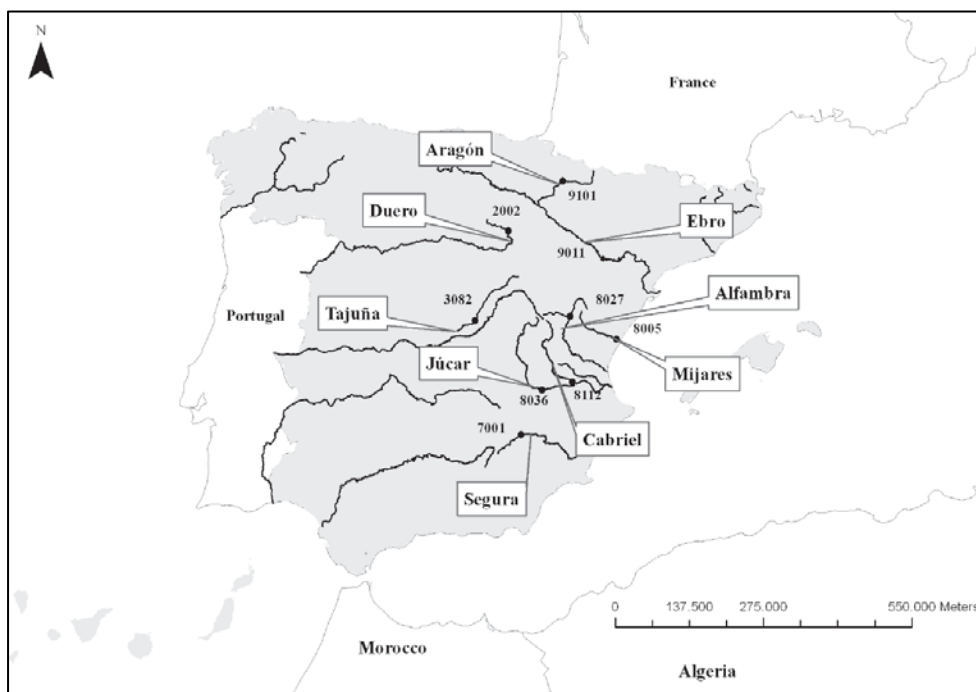 N
France
Aragón
9101
2002
Duero
Ebro
9011
3082
8027
Alfambra
Portugal
Tajuña
8005
Júcar
Mijares
8036
8112
7001
Cabriel
Segura
0 137.500 275.000 550.000 Meters
Morocco
Algeria